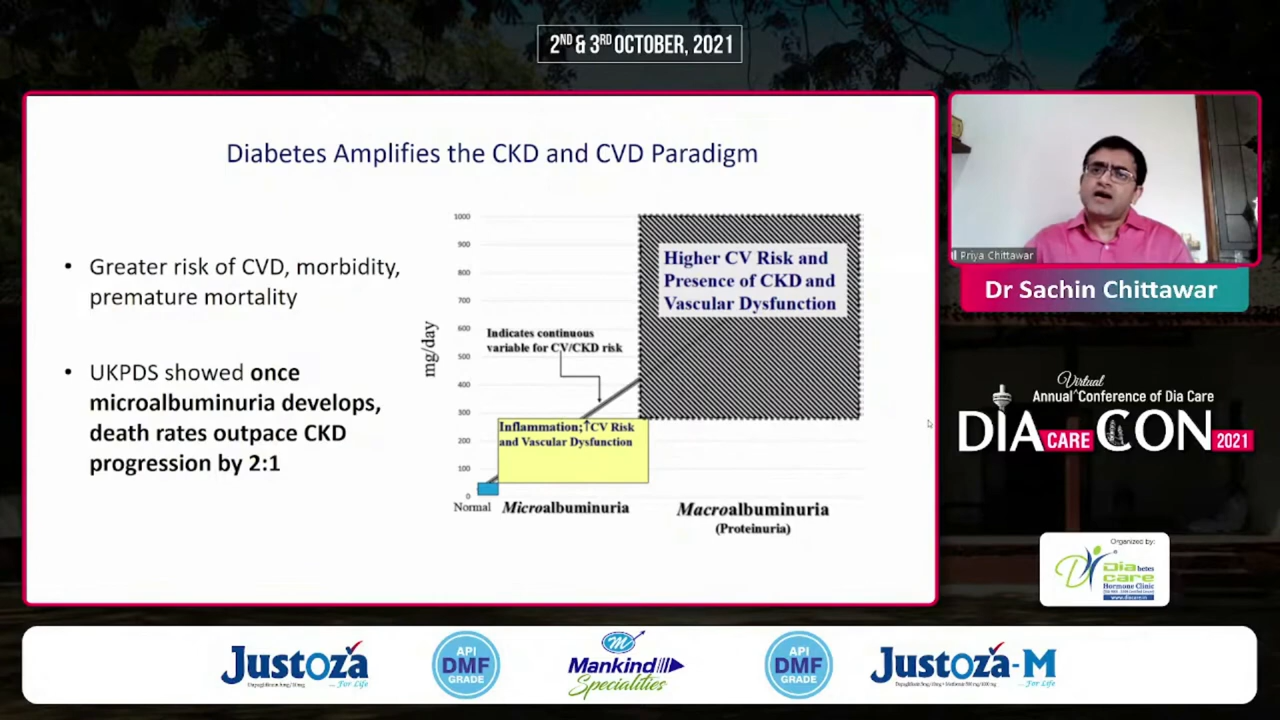 2ND & 3RD OCTOBER, 2021
Diabetes Amplifies the CKD and CVD Paradigm
• Greater risk of CVD, morbidity,
premature mortality
• UKPDS showed once
microalbuminuria develops,
death rates outpace CKD
progression by 2:1
mg/day
1000
900
800
700
600
500
400
300
200
100
0
Indicates continuous
variable for CV/CKD risk
Higher CV Risk and
Presence of CKD and
Vascular Dysfunction
Inflammation;↑CV Risk
and Vascular Dysfunction
Normal
Microalbuminuria
Macroalbuminuria
(Proteinuria)
Priya Chittawar
Dr Sachin Chittawar
Virtual
Annual^Conference of Dia Care
DIA CARE CON 2021
Organized by:
Diabetes
care
Hormone Clinic
JUSTOZA
...For Life
API
DMF
GRADE
Mankind
Specialities
API
DMF
GRADE
JUSTOZA-M
...For Life